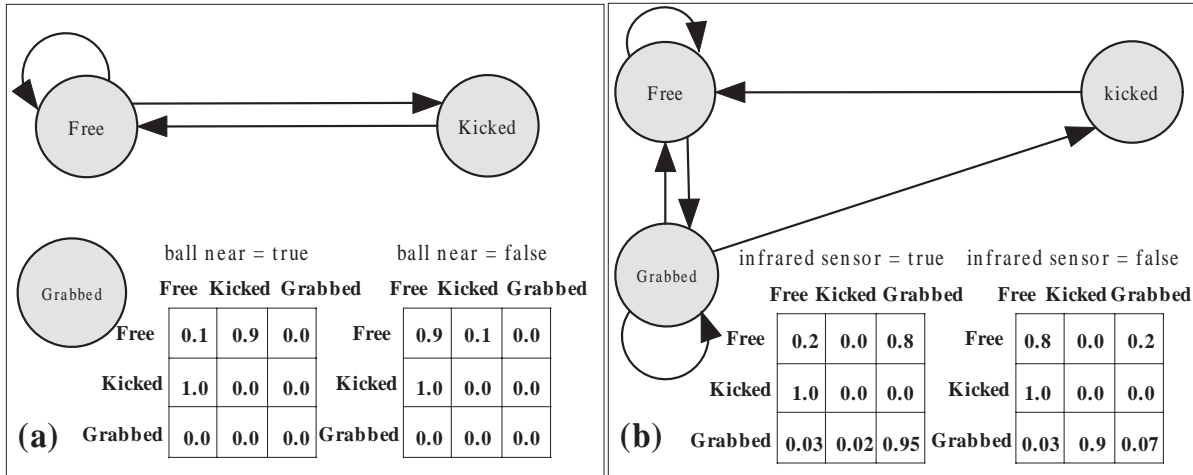 Free
Kicked
Grabbed
ball near = true
ball near = false
Free Kicked Grabbed
Free Kicked Grabbed
Free 0.1 0.9 0.0
Free 0.9 0.1 0.0
Kicked 1.0 0.0 0.0
Kicked 1.0 0.0 0.0
Grabbed 0.0 0.0 0.0
Grabbed 0.0 0.0 0.0
(a)
Free
kicked
Grabbed
infrared sensor = true
infrared sensor = false
Free Kicked Grabbed
Free Kicked Grabbed
Free 0.2 0.0 0.8
Free 0.8 0.0 0.2
Kicked 1.0 0.0 0.0
Kicked 1.0 0.0 0.0
Grabbed 0.03 0.02 0.95
Grabbed 0.03 0.9 0.07
(b)